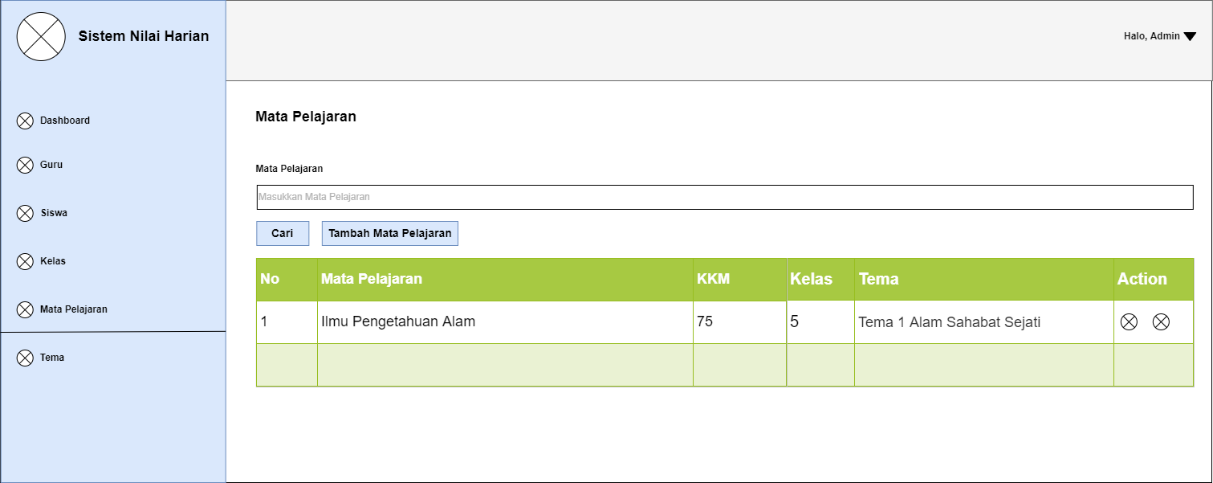 Sistem Nilai Harian
Halo, Admin
Dashboard
Guru
Siswa
Kelas
Mata Pelajaran
Tema
Mata Pelajaran
Mata Pelajaran
Masukkan Mata Pelajaran
Cari Tambah Mata Pelajaran
No Mata Pelajaran KKM Kelas Tema Action
1 Ilmu Pengetahuan Alam 75 5 Tema 1 Alam Sahabat Sejati